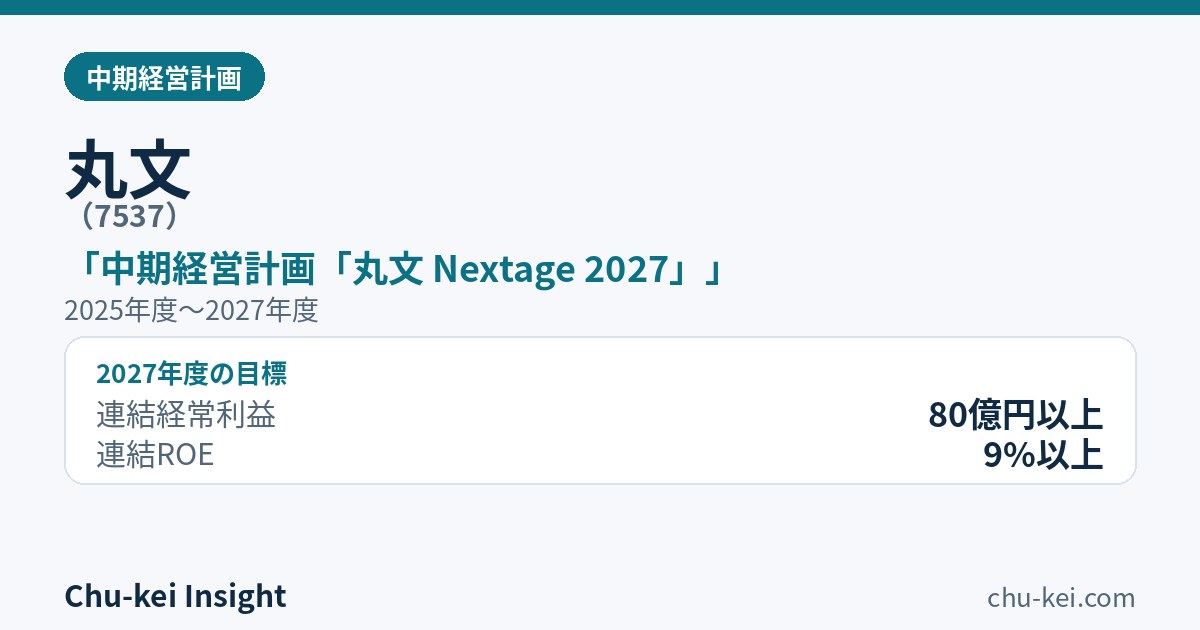 中期経営計画
丸文
（7537）
「中期経営計画「丸文 Nextage 2027」」
2025年度〜2027年度
2027年度の目標
連結経常利益 80億円以上
連結ROE 9%以上
Chu-kei Insight chu-kei.com